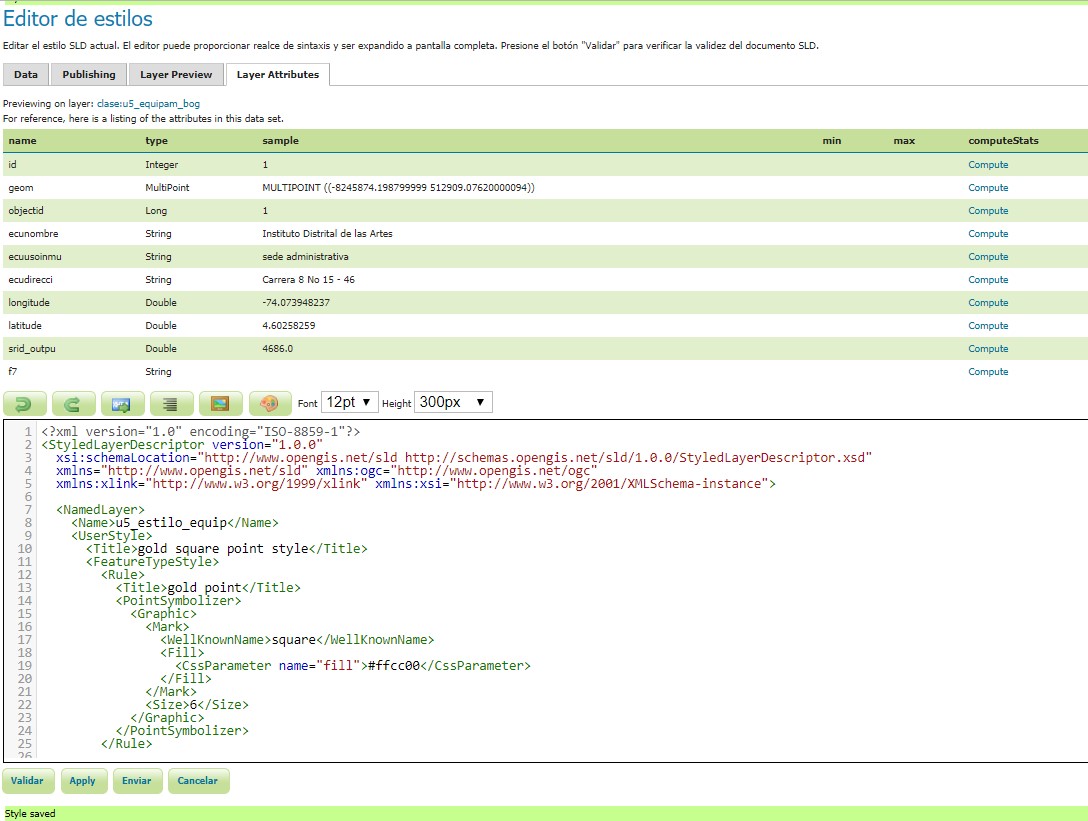 Editor de estilos
Editar el estilo SLD actual. El editor puede proporcionar realce de sintaxis y ser expandido a pantalla completa. Presione el botón "Validar" para verificar la validez del documento SLD.
Data Publishing Layer Preview Layer Attributes
Previewing on layer: clase:u5_equipam_bog
For reference, here is a listing of the attributes in this data set.
name type sample min max computeStats
id Integer 1 Compute
geom MultiPoint MULTIPOINT ((-8245874.198799999 512909.07620000094)) Compute
objectid Long 1 Compute
ecunombre String Instituto Distrital de las Artes Compute
ecuusoinmu String sede administrativa Compute
ecudirecci String Carrera 8 No 15 - 46 Compute
longitude Double -74.073948237 Compute
latitude Double 4.60258259 Compute
srid_outpu Double 4686.0 Compute
f7 String Compute
Font 12pt Height 300px
1 <?xml version="1.0" encoding="ISO-8859-1"?>
2 <StyledLayerDescriptor version="1.0.0"
3 xsi:schemaLocation="http://www.opengis.net/sld http://schemas.opengis.net/sld/1.0.0/StyledLayerDescriptor.xsd"
4 xmlns="http://www.opengis.net/sld" xmlns:ogc="http://www.opengis.net/ogc"
5 xmlns:xlink="http://www.w3.org/1999/xlink" xmlns:xsi="http://www.w3.org/2001/XMLSchema-instance">
6
7 <NamedLayer>
8 <Name>u5_estilo_equip</Name>
9 <UserStyle>
10 <Title>gold square point style</Title>
11 <FeatureTypeStyle>
12 <Rule>
13 <Title>gold point</Title>
14 <PointSymbolizer>
15 <Graphic>
16 <Mark>
17 <WellKnownName>square</WellKnownName>
18 <Fill>
19 <CssParameter name="fill">#ffcc00</CssParameter>
20 </Fill>
21 </Mark>
22 <Size>6</Size>
23 </Graphic>
24 </PointSymbolizer>
25 </Rule>
26
Validar Apply Enviar Cancelar
Style saved